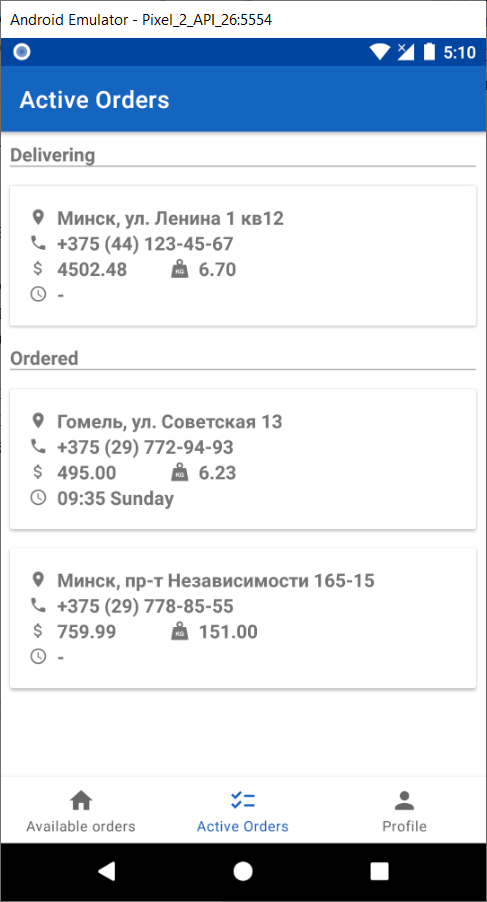 Android Emulator - Pixel_2_API_26:5554
5:10
Active Orders
Delivering
Минск, ул. Ленина 1 кв12
+375 (44) 123-45-67
$ 4502.48 KG 6.70
-
Ordered
Гомель, ул. Советская 13
+375 (29) 772-94-93
$ 495.00 KG 6.23
09:35 Sunday
Минск, пр-т Независимости 165-15
+375 (29) 778-85-55
$ 759.99 KG 151.00
-
Available orders Active Orders Profile